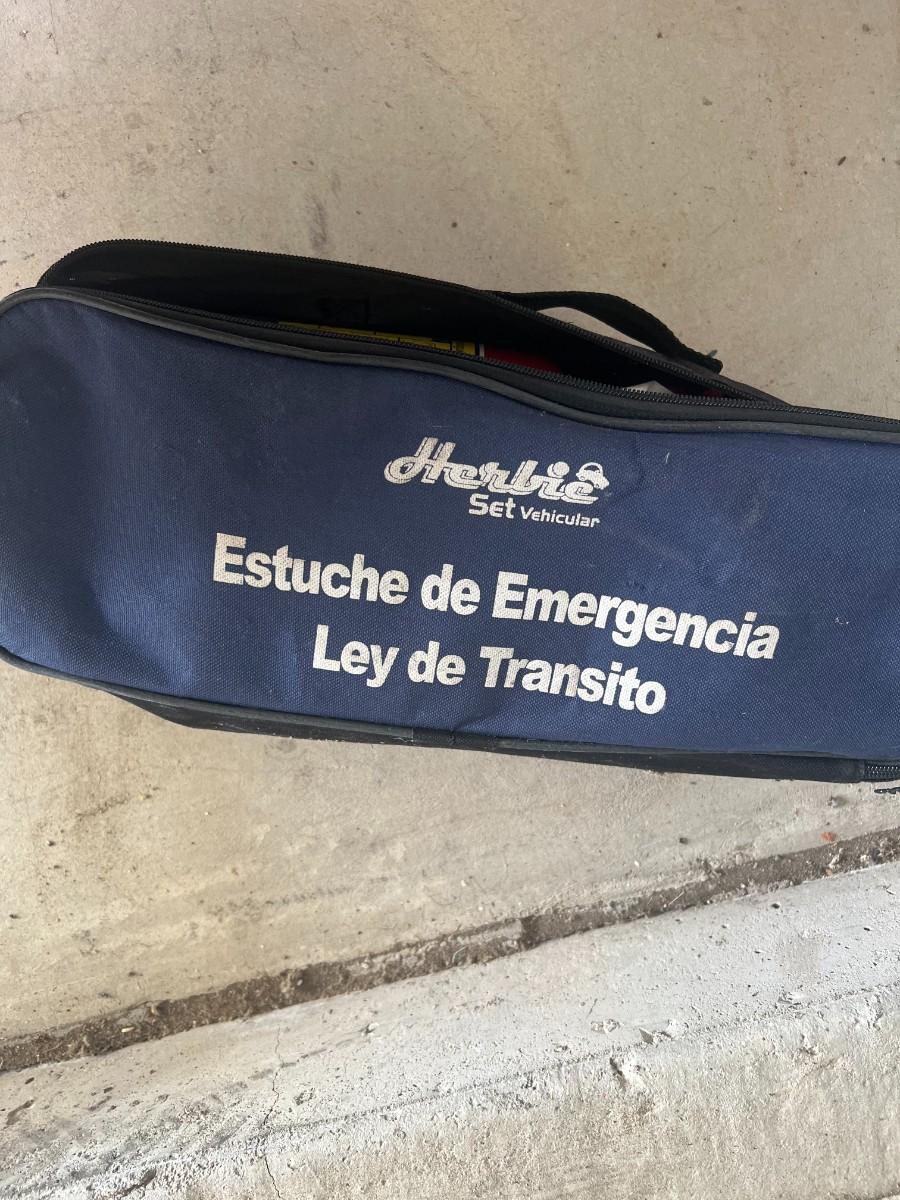 Herbie
Set Vehicular
Estuche de Emergencia
Ley de Transito